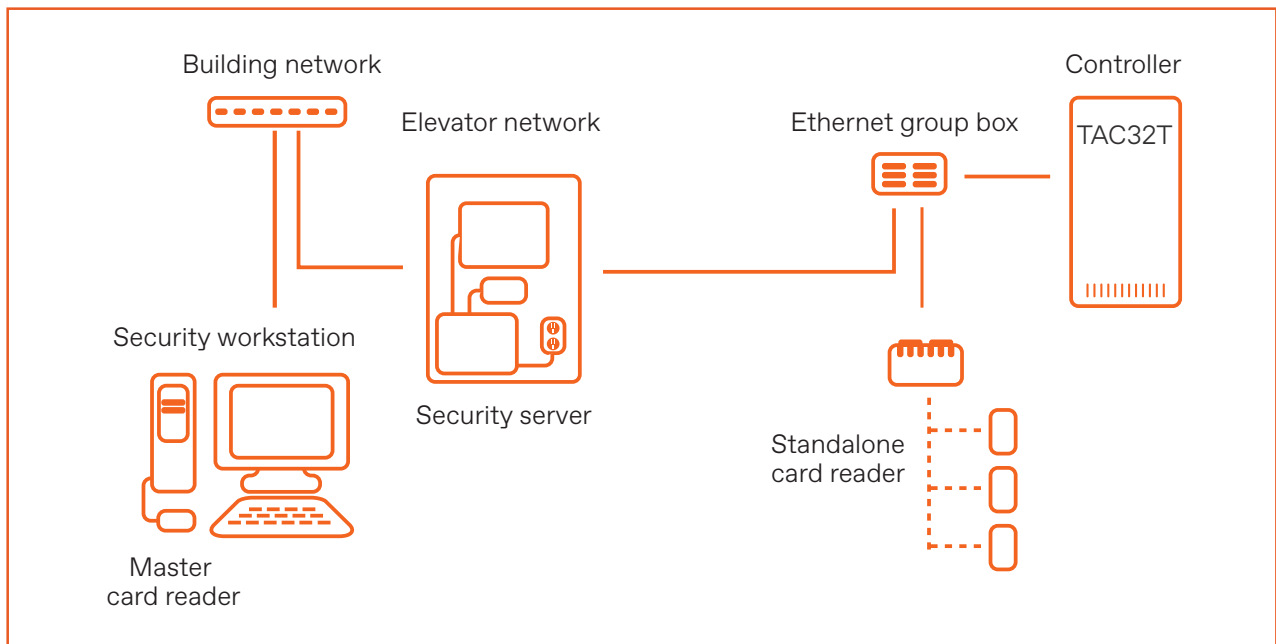 Building network
Controller
Elevator network
Ethernet group box
TAC32T
Security workstation
Security server
Standalone
card reader
Master
card reader